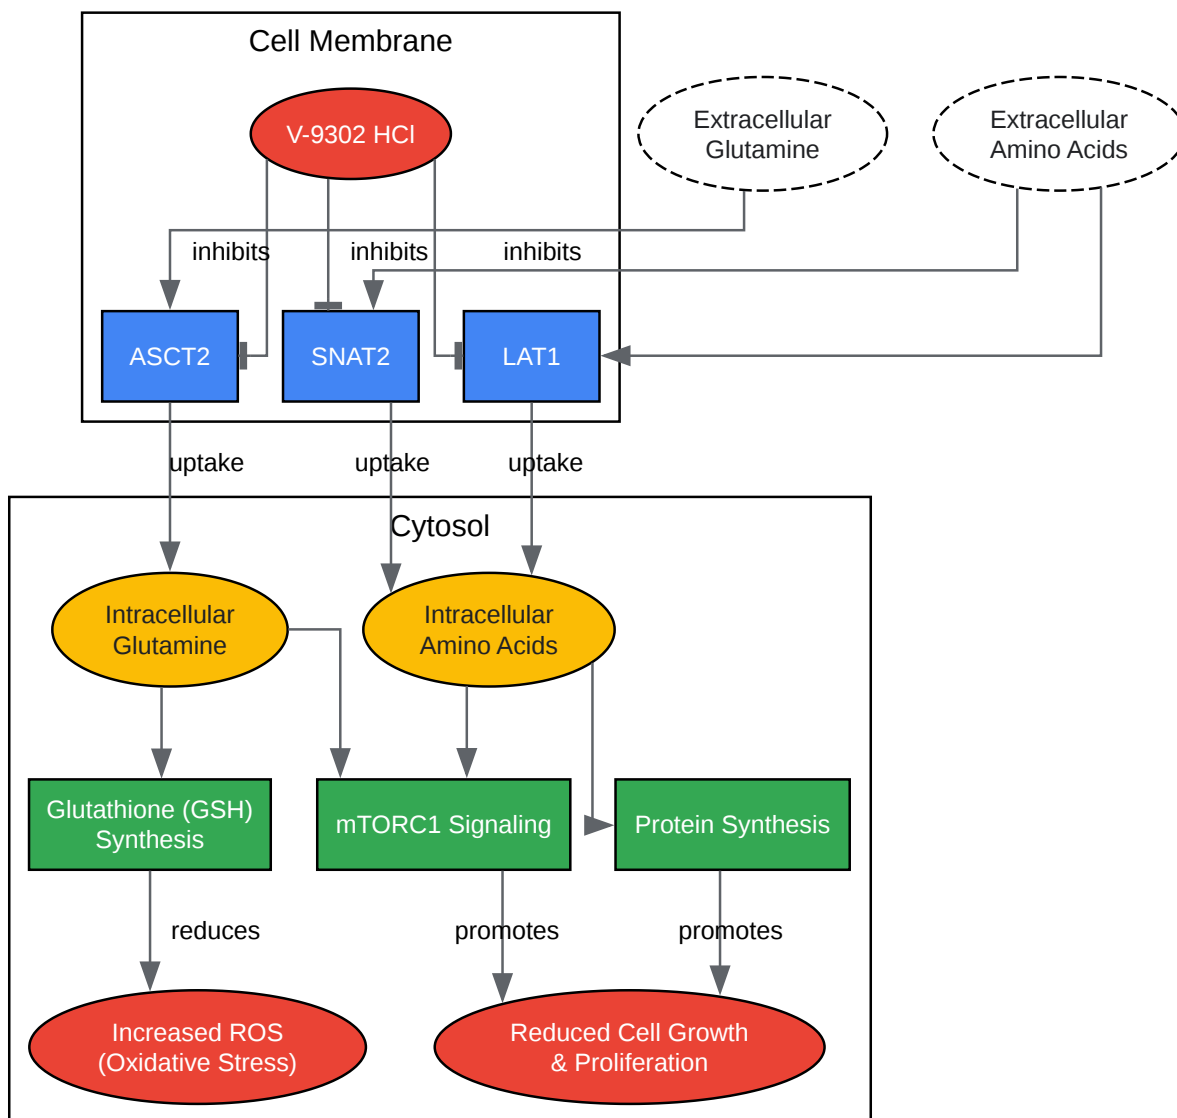 Cell Membrane
V-9302 HCl
Extracellular
Glutamine
Extracellular
Amino Acids
inhibits
inhibits
inhibits
ASCT2
SNAT2
LAT1
uptake
uptake
uptake
Cytosol
Intracellular
Glutamine
Intracellular
Amino Acids
Glutathione (GSH)
Synthesis
mTORC1 Signaling
Protein Synthesis
reduces
promotes
promotes
Increased ROS
(Oxidative Stress)
Reduced Cell Growth
& Proliferation